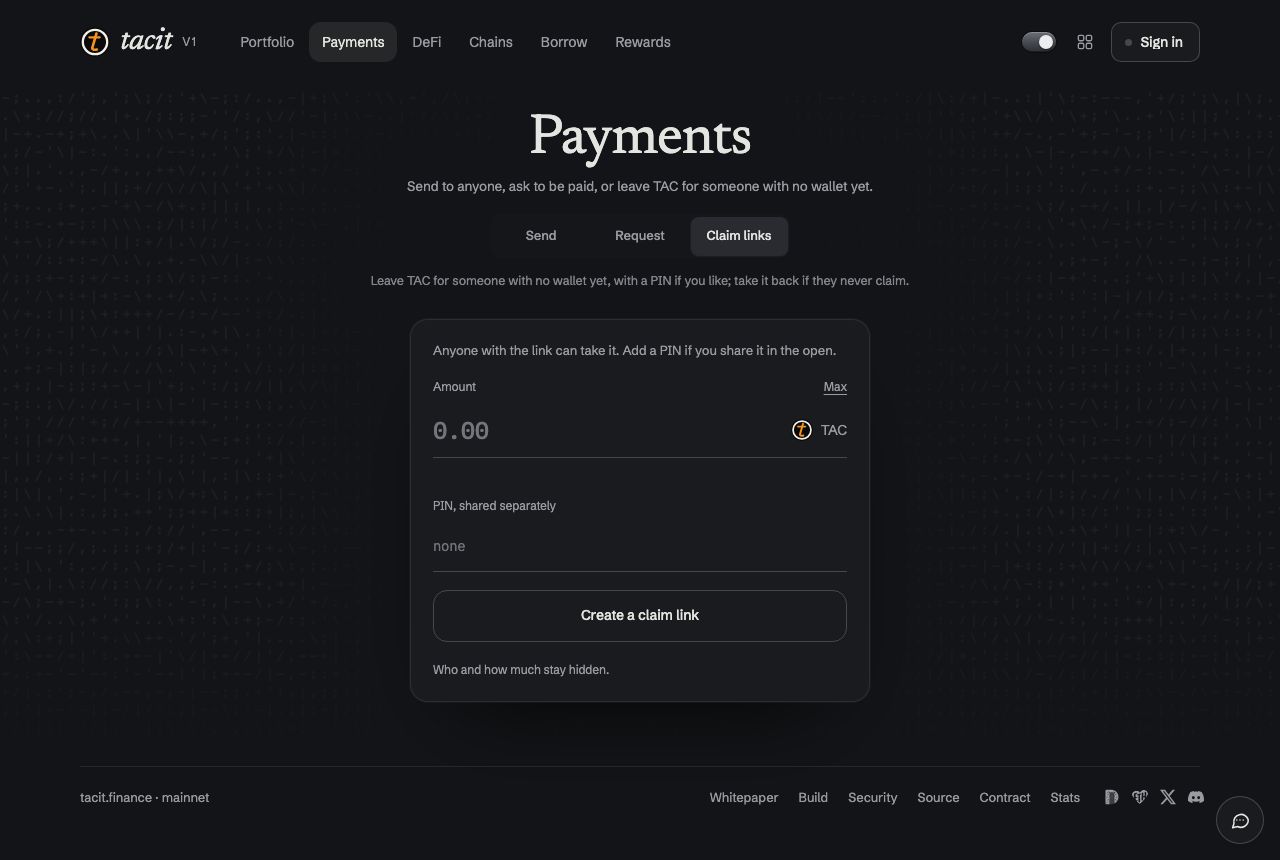 tacit V1
Portfolio
Payments
DeFi
Chains
Borrow
Rewards
Sign in
Payments
Send to anyone, ask to be paid, or leave TAC for someone with no wallet yet.
Send
Request
Claim links
Leave TAC for someone with no wallet yet, with a PIN if you like; take it back if they never claim.
Anyone with the link can take it. Add a PIN if you share it in the open.
Amount
Max
0.00
TAC
PIN, shared separately
none
Create a claim link
Who and how much stay hidden.
tacit.finance · mainnet
Whitepaper
Build
Security
Source
Contract
Stats